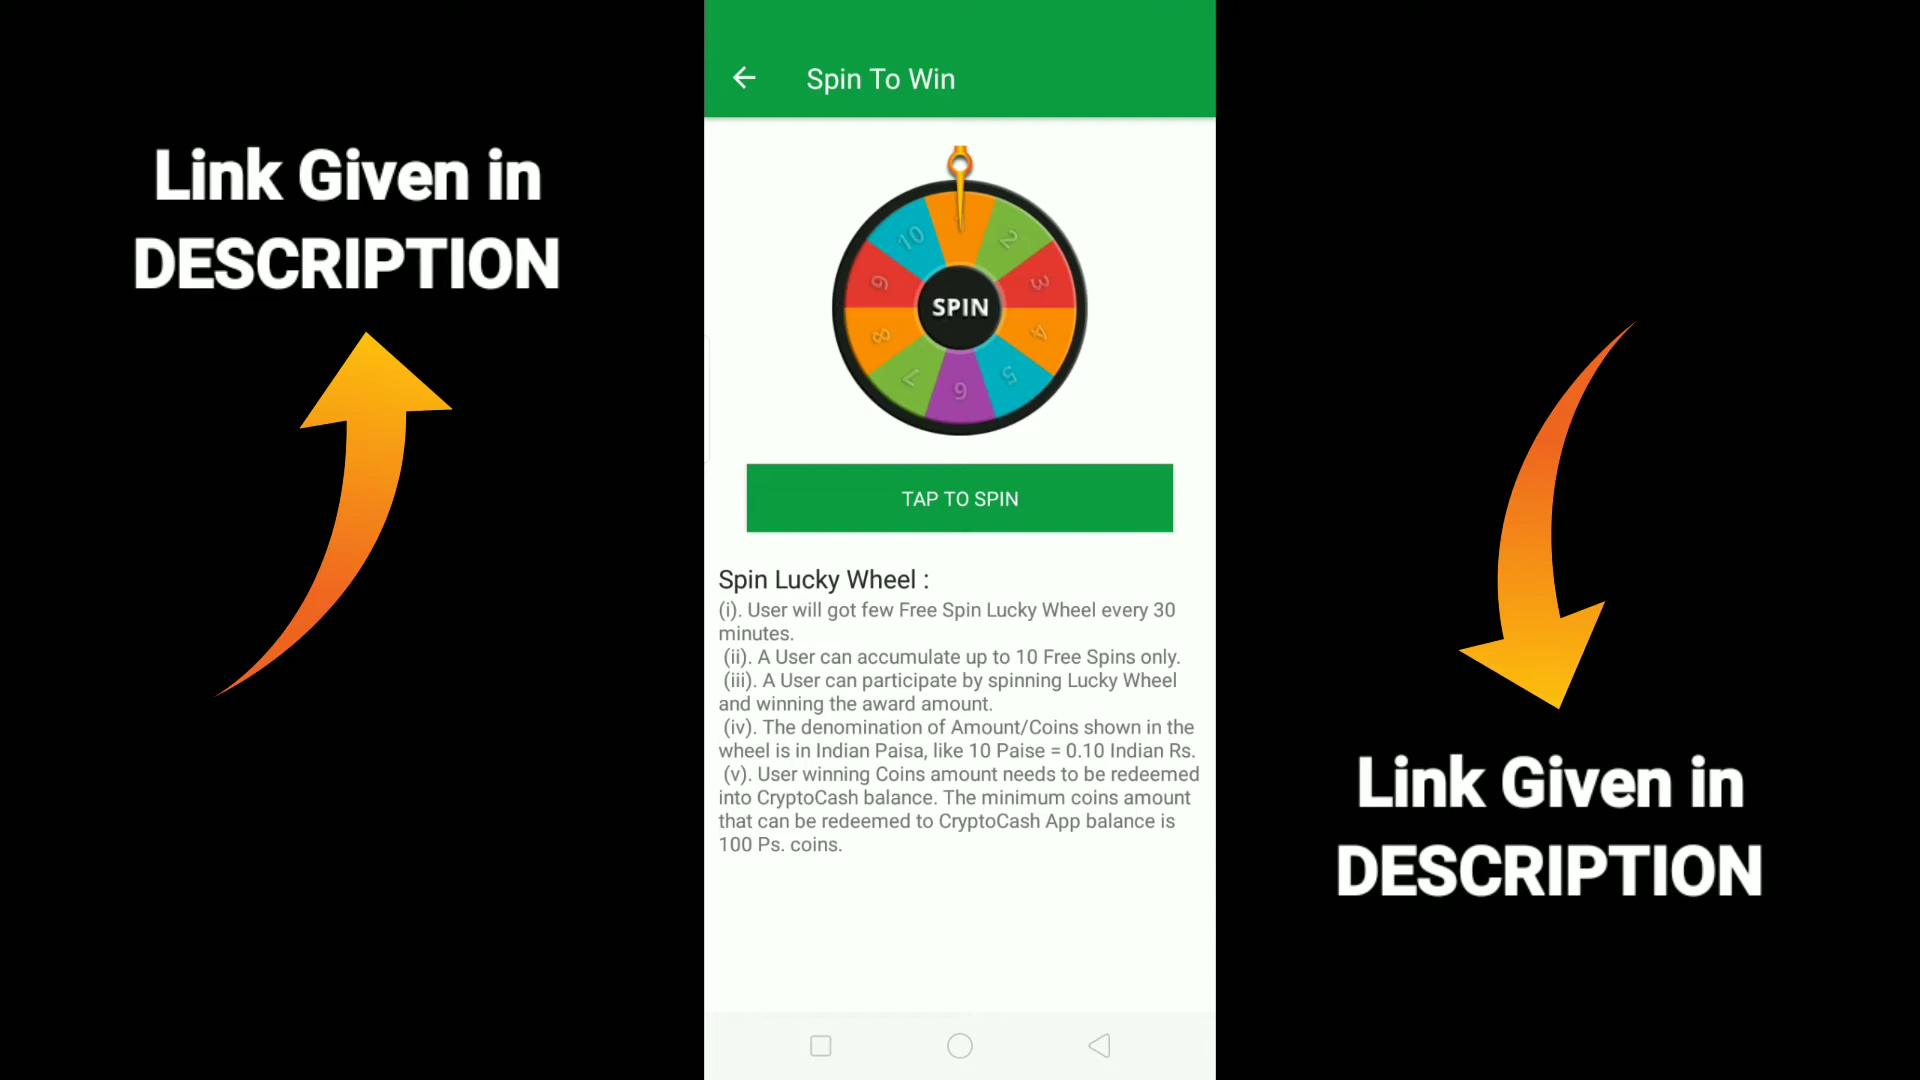 Link Given in
DESCRIPTION
Spin To Win
10
2
9
3
SPIN
8
4
7
5
6
TAP TO SPIN
Spin Lucky Wheel :
(i). User will got few Free Spin Lucky Wheel every 30
minutes.
(ii). A User can accumulate up to 10 Free Spins only.
(iii). A User can participate by spinning Lucky Wheel
and winning the award amount.
(iv). The denomination of Amount/Coins shown in the
wheel is in Indian Paisa, like 10 Paise = 0.10 Indian Rs.
(v). User winning Coins amount needs to be redeemed
into CryptoCash balance. The minimum coins amount
that can be redeemed to CryptoCash App balance is
100 Ps. coins.
Link Given in
DESCRIPTION